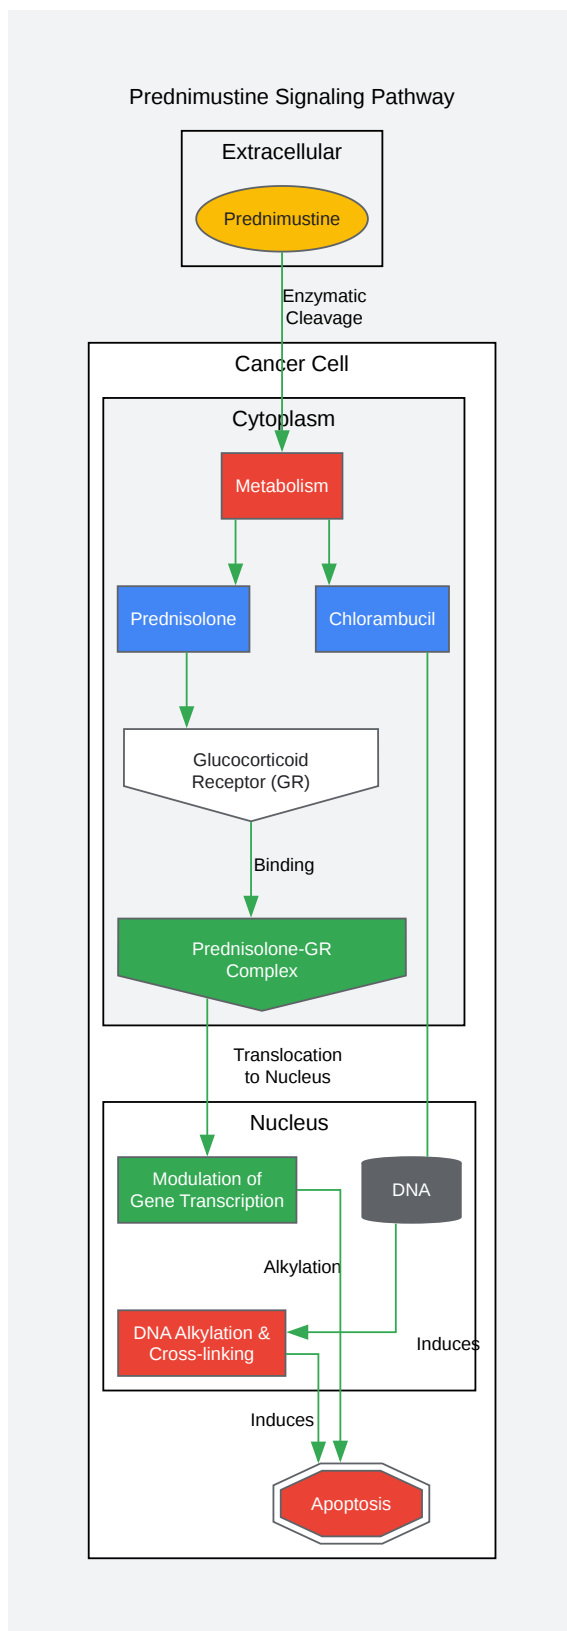 Prednimustine Signaling Pathway
Extracellular
Prednimustine
Enzymatic
Cleavage
Cancer Cell
Cytoplasm
Metabolism
Prednisolone
Chlorambucil
Glucocorticoid
Receptor (GR)
Binding
Prednisolone-GR
Complex
Translocation
to Nucleus
Nucleus
Modulation of
Gene Transcription
DNA
Alkylation
DNA Alkylation &
Cross-linking
Induces
Induces
Apoptosis